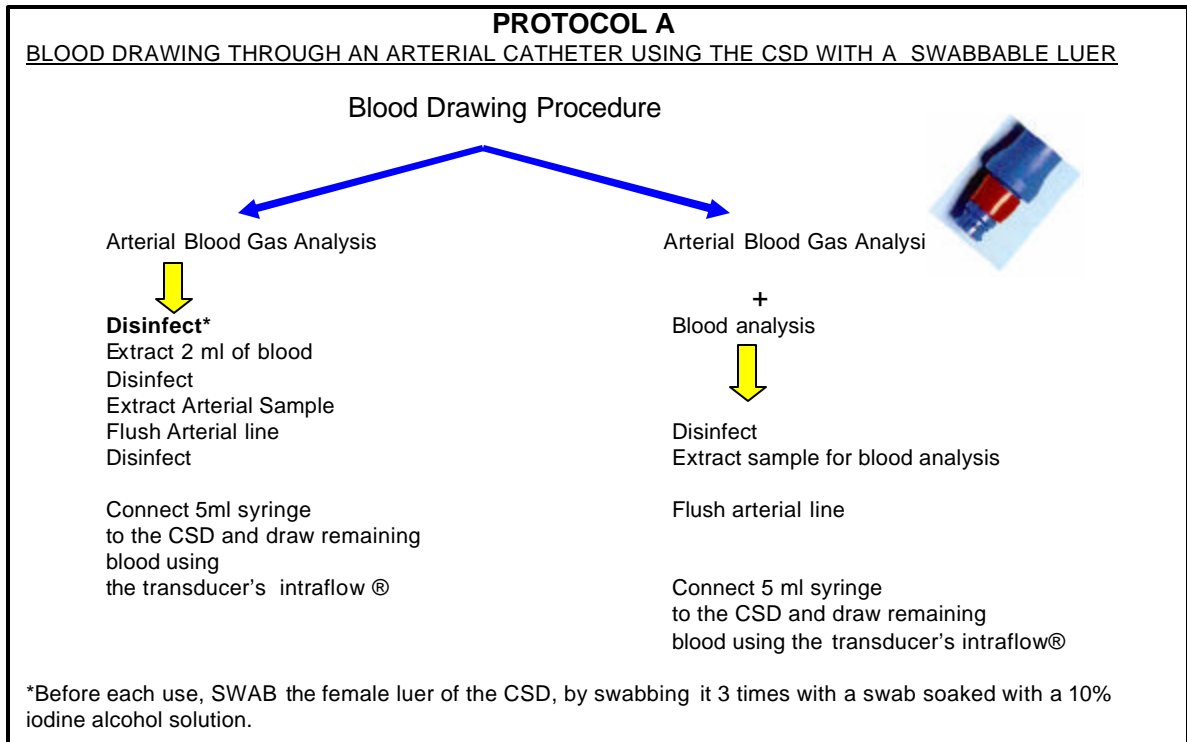 PROTOCOL A
BLOOD DRAWING THROUGH AN ARTERIAL CATHETER USING THE CSD WITH A SWABBABLE LUER
Blood Drawing Procedure
Arterial Blood Gas Analysis
Disinfect*
Extract 2 ml of blood
Disinfect
Extract Arterial Sample
Flush Arterial line
Disinfect
Connect 5ml syringe
to the CSD and draw remaining
blood using
the transducer's intraflow ®
Arterial Blood Gas Analysi
+
Blood analysis
Disinfect
Extract sample for blood analysis
Flush arterial line
Connect 5 ml syringe
to the CSD and draw remaining
blood using the transducer's intraflow®
*Before each use, SWAB the female luer of the CSD, by swabbing it 3 times with a swab soaked with a 10%
iodine alcohol solution.